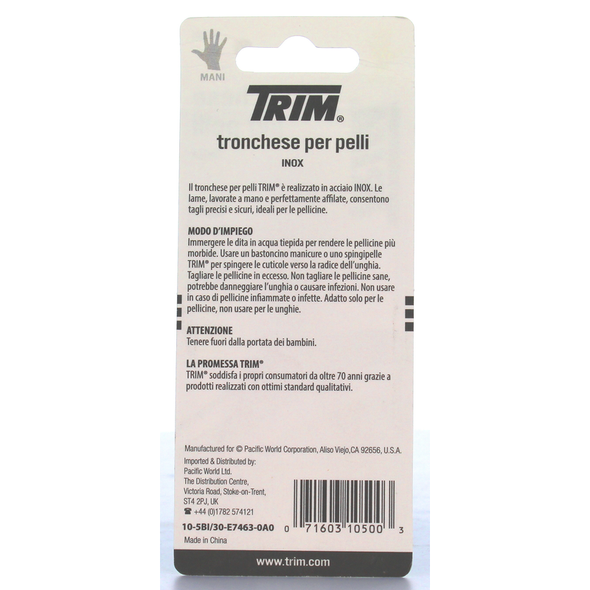 MANI
TRIM®
tronchese per pelli
INOX
Il tronchese per pelli TRIM® è realizzato in acciaio INOX. Le
lame, lavorate a mano e perfettamente affilate, consentono
tagli precisi e sicuri, ideali per le pellicine.
MODO D'IMPIEGO
Immergere le dita in acqua tiepida per rendere le pellicine più
morbide. Usare un bastoncino manicure o uno spingipelle
TRIM® per spingere le cuticole verso la radice dell'unghia.
Tagliare le pellicine in eccesso. Non tagliare le pellicine sane,
potrebbe danneggiare l'unghia o causare infezioni. Non usare
in caso di pellicine infiammate o infette. Adatto solo per le
pellicine, non usare per le unghie.
ATTENZIONE
Tenere fuori dalla portata dei bambini.
LA PROMESSA TRIM®
TRIM® soddisfa i propri consumatori da oltre 70 anni grazie a
prodotti realizzati con ottimi standard qualitativi.
Manufactured for © Pacific World Corporation, Aliso Viejo,CA 92656, U.S.A.
Imported & Distributed by:
Pacific World Ltd.
The Distribution Centre,
Victoria Road, Stoke-on-Trent,
ST4 2PJ, UK
☎ +44 (0)1782 574121
10-5BI/30-E7463-0A0
Made in China
0 71603 10500 3
www.trim.com